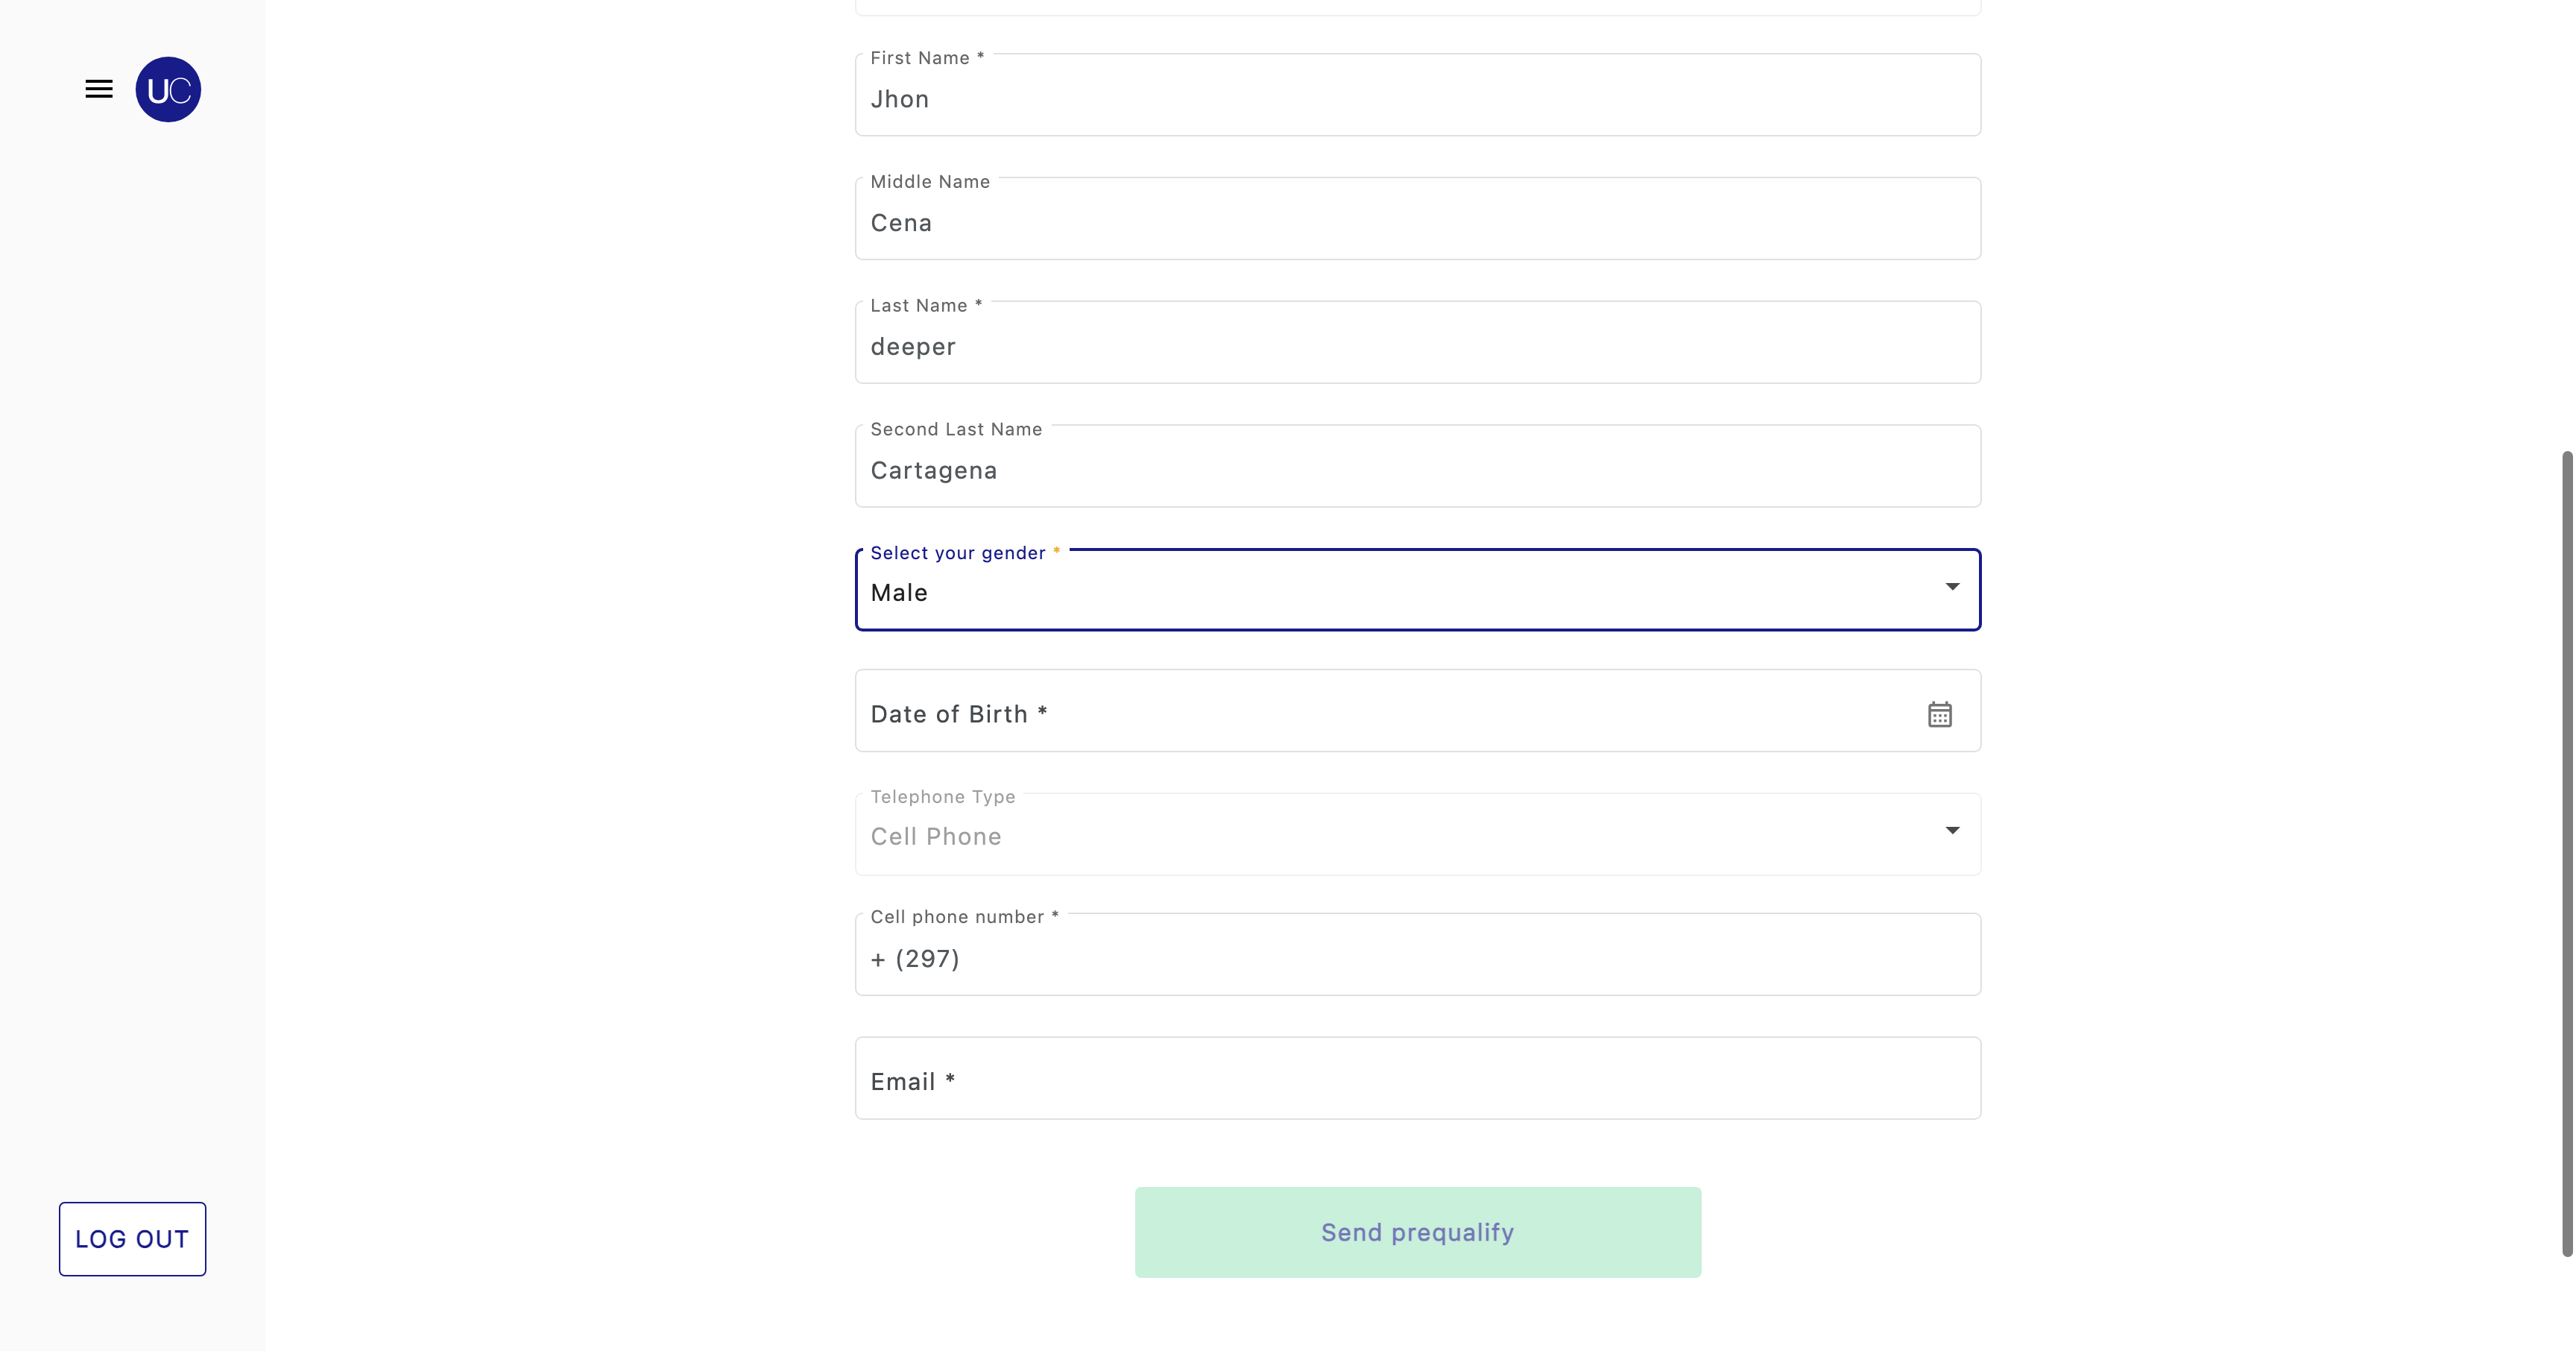 UC
First Name *
Jhon
Middle Name
Cena
Last Name *
deeper
Second Last Name
Cartagena
Select your gender *
Male
Date of Birth *
Telephone Type
Cell Phone
Cell phone number *
+ (297)
Email *
Send prequalify
LOG OUT